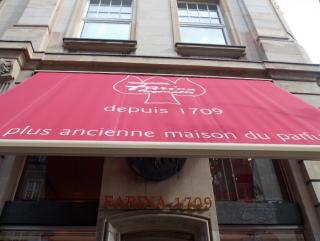 Farina
depuis 1709
plus ancienne maison du parfu
FARINA 1709